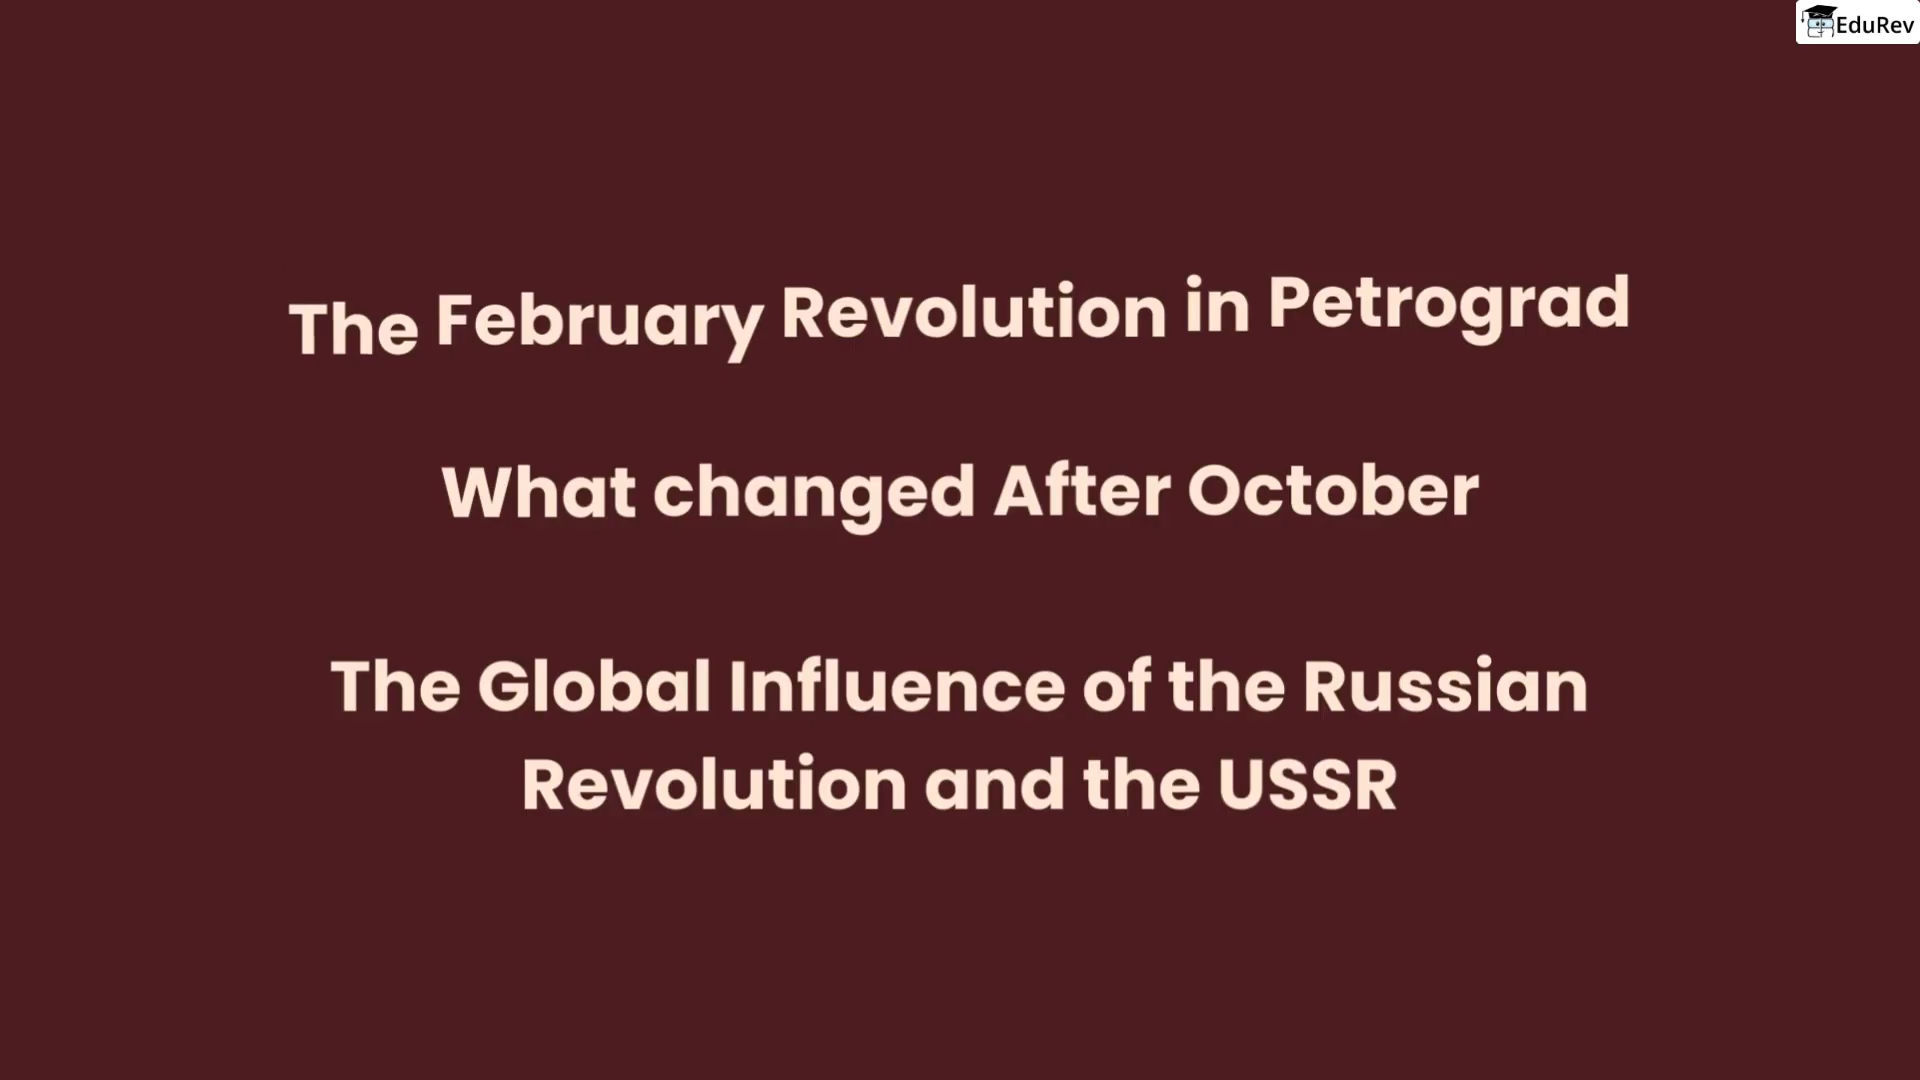 EduRev
The February Revolution in Petrograd
What changed After October
The Global Influence of the Russian
Revolution and the USSR